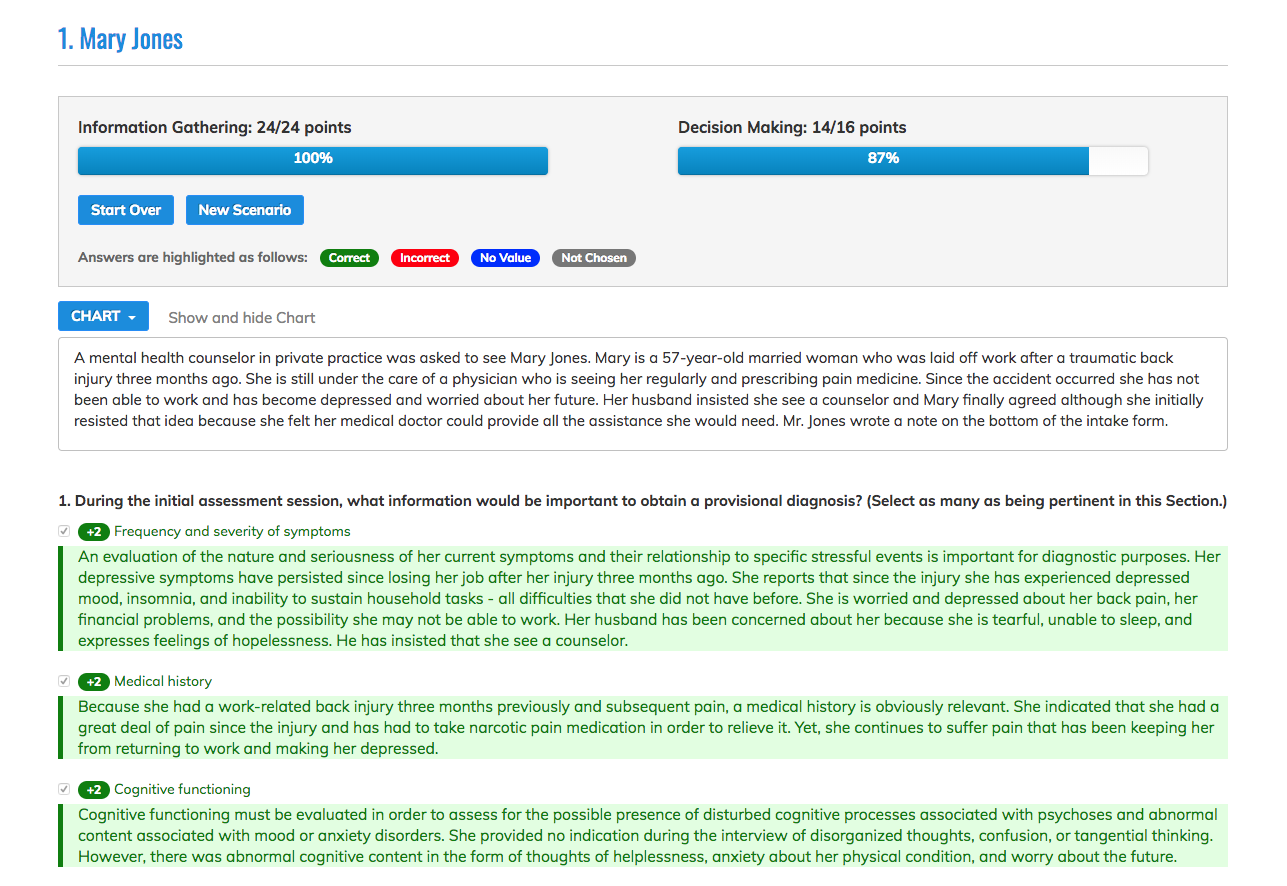 1. Mary Jones
Information Gathering: 24/24 points
100%
Decision Making: 14/16 points
87%
Start Over
New Scenario
Answers are highlighted as follows: Correct Incorrect No Value Not Chosen
CHART
Show and hide Chart
A mental health counselor in private practice was asked to see Mary Jones. Mary is a 57-year-old married woman who was laid off work after a traumatic back
injury three months ago. She is still under the care of a physician who is seeing her regularly and prescribing pain medicine. Since the accident occurred she has not
been able to work and has become depressed and worried about her future. Her husband insisted she see a counselor and Mary finally agreed although she initially
resisted that idea because she felt her medical doctor could provide all the assistance she would need. Mr. Jones wrote a note on the bottom of the intake form.
1. During the initial assessment session, what information would be important to obtain a provisional diagnosis? (Select as many as being pertinent in this Section.)
+2 Frequency and severity of symptoms
An evaluation of the nature and seriousness of her current symptoms and their relationship to specific stressful events is important for diagnostic purposes. Her
depressive symptoms have persisted since losing her job after her injury three months ago. She reports that since the injury she has experienced depressed
mood, insomnia, and inability to sustain household tasks - all difficulties that she did not have before. She is worried and depressed about her back pain, her
financial problems, and the possibility she may not be able to work. Her husband has been concerned about her because she is tearful, unable to sleep, and
expresses feelings of hopelessness. He has insisted that she see a counselor.
+2 Medical history
Because she had a work-related back injury three months previously and subsequent pain, a medical history is obviously relevant. She indicated that she had a
great deal of pain since the injury and has had to take narcotic pain medication in order to relieve it. Yet, she continues to suffer pain that has been keeping her
from returning to work and making her depressed.
+2 Cognitive functioning
Cognitive functioning must be evaluated in order to assess for the possible presence of disturbed cognitive processes associated with psychoses and abnormal
content associated with mood or anxiety disorders. She provided no indication during the interview of disorganized thoughts, confusion, or tangential thinking.
However, there was abnormal cognitive content in the form of thoughts of helplessness, anxiety about her physical condition, and worry about the future.